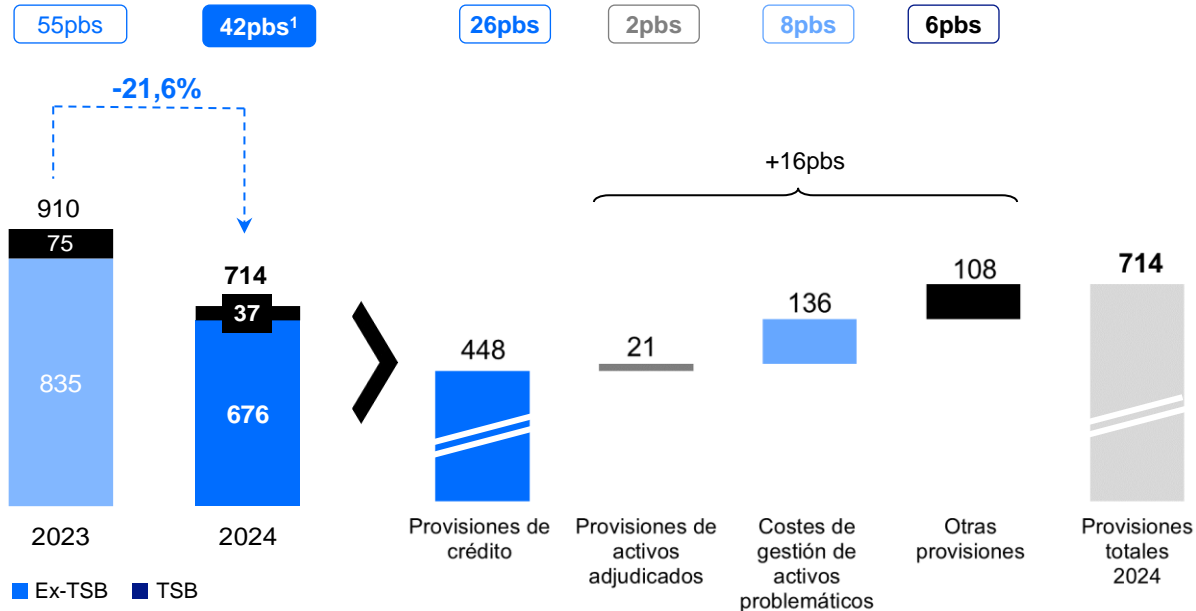 55pbs
42pbs¹
26pbs
2pbs
8pbs
6pbs
-21,6%
+16pbs
910
75
835
2023
714
37
676
2024
448
21
136
108
714
Provisiones de
crédito
Provisiones de
activos
adjudicados
Costes de
gestión de
activos
problemáticos
Otras
provisiones
Provisiones
totales
2024
Ex-TSB
TSB